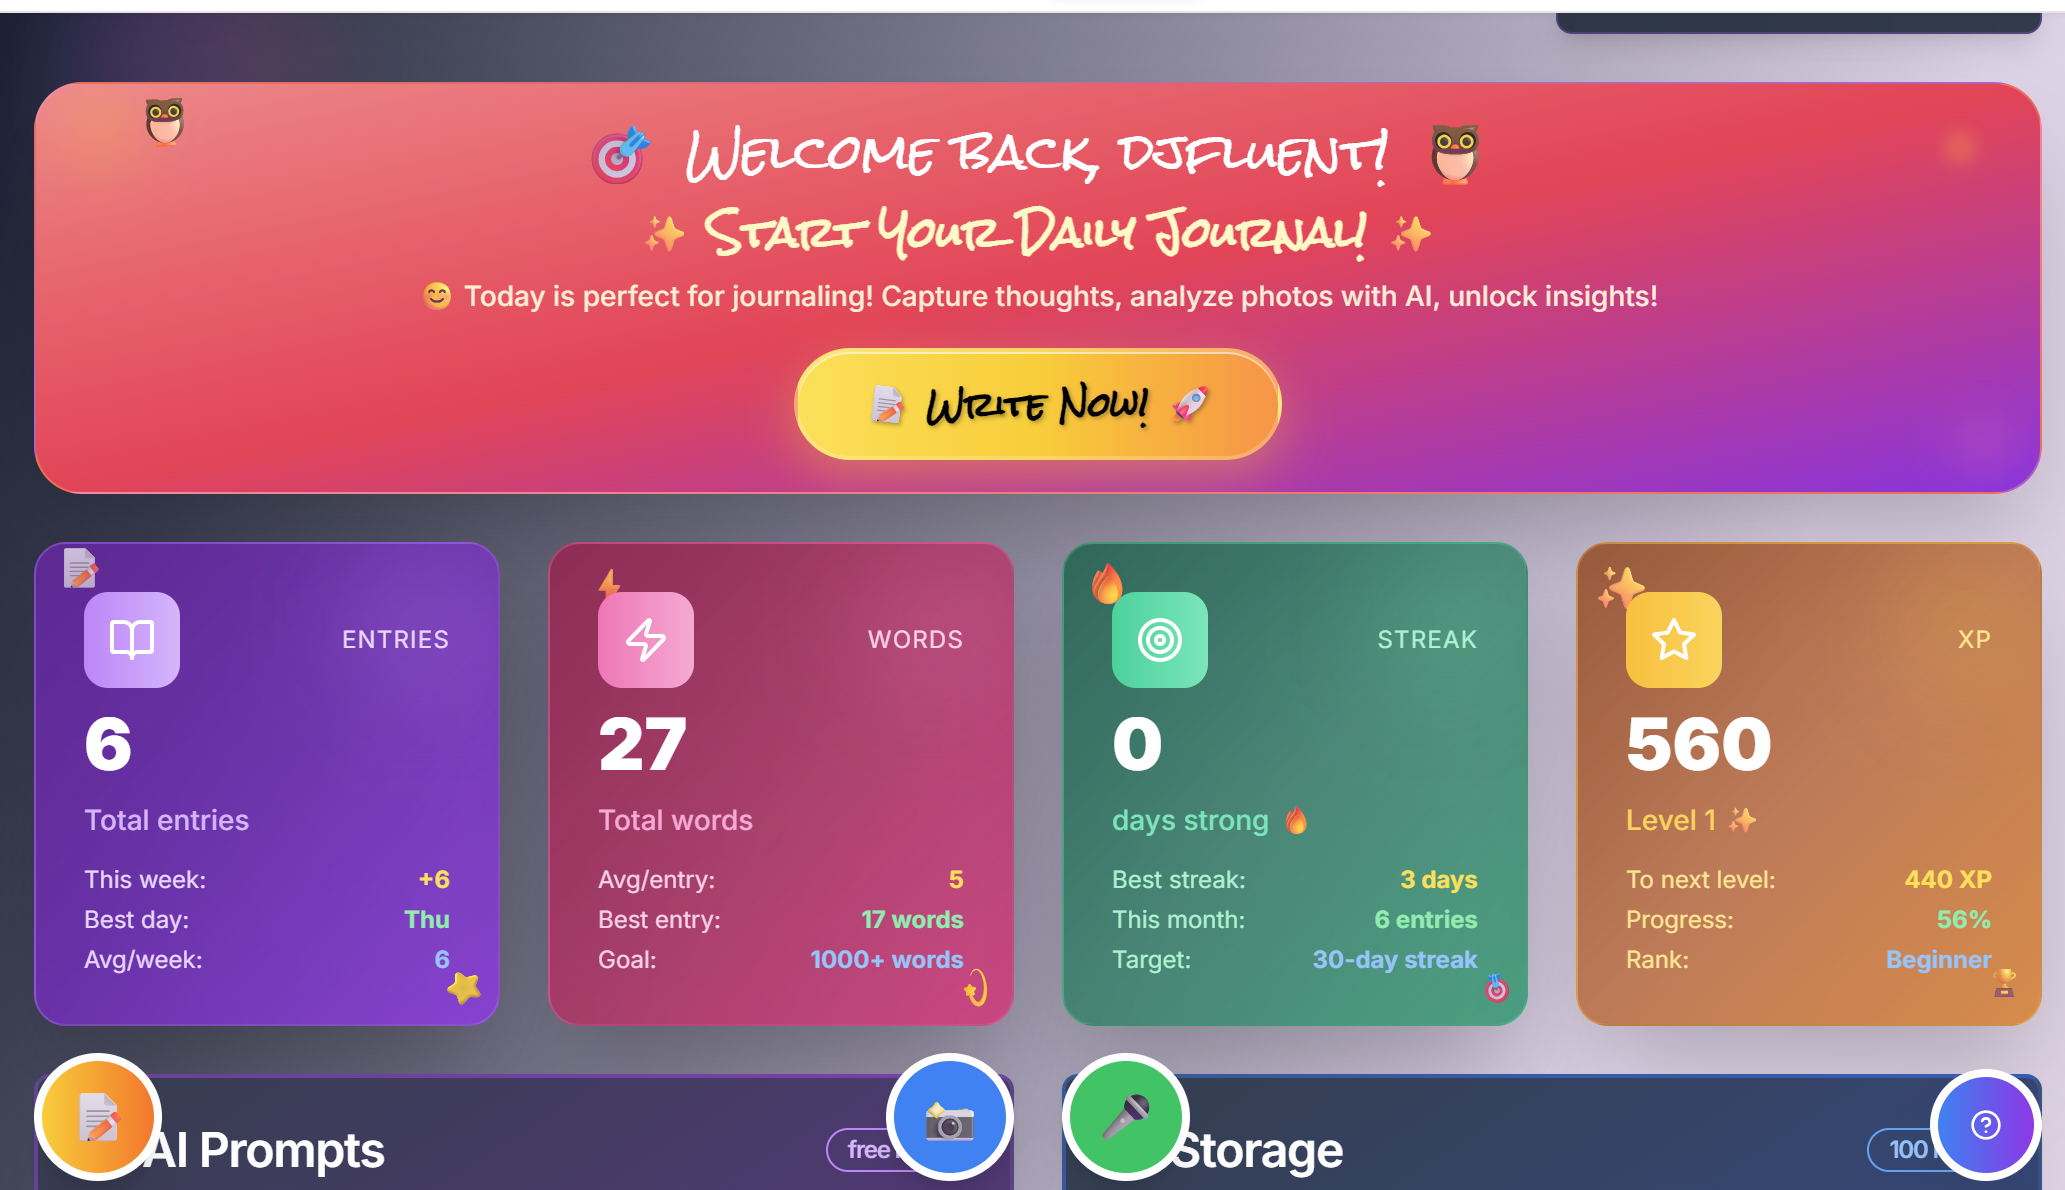 Welcome back, djfluent!
Start Your Daily Journal!
Today is perfect for journaling! Capture thoughts, analyze photos with AI, unlock insights!
Write Now!
ENTRIES
6
Total entries
This week: +6
Best day: Thu
Avg/week: 6
WORDS
27
Total words
Avg/entry: 5
Best entry: 17 words
Goal: 1000+ words
STREAK
0
days strong
Best streak: 3 days
This month: 6 entries
Target: 30-day streak
XP
560
Level 1
To next level: 440 XP
Progress: 56%
Rank: Beginner
AI Prompts
free
Storage
100
?